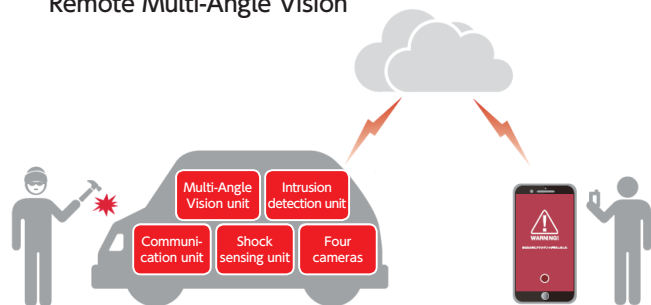 Remote Multi-Angle Vision
Multi-Angle
Vision unit
Intrusion
detection unit
Communi-
cation unit
Shock
sensing unit
Four
cameras
WARNING!